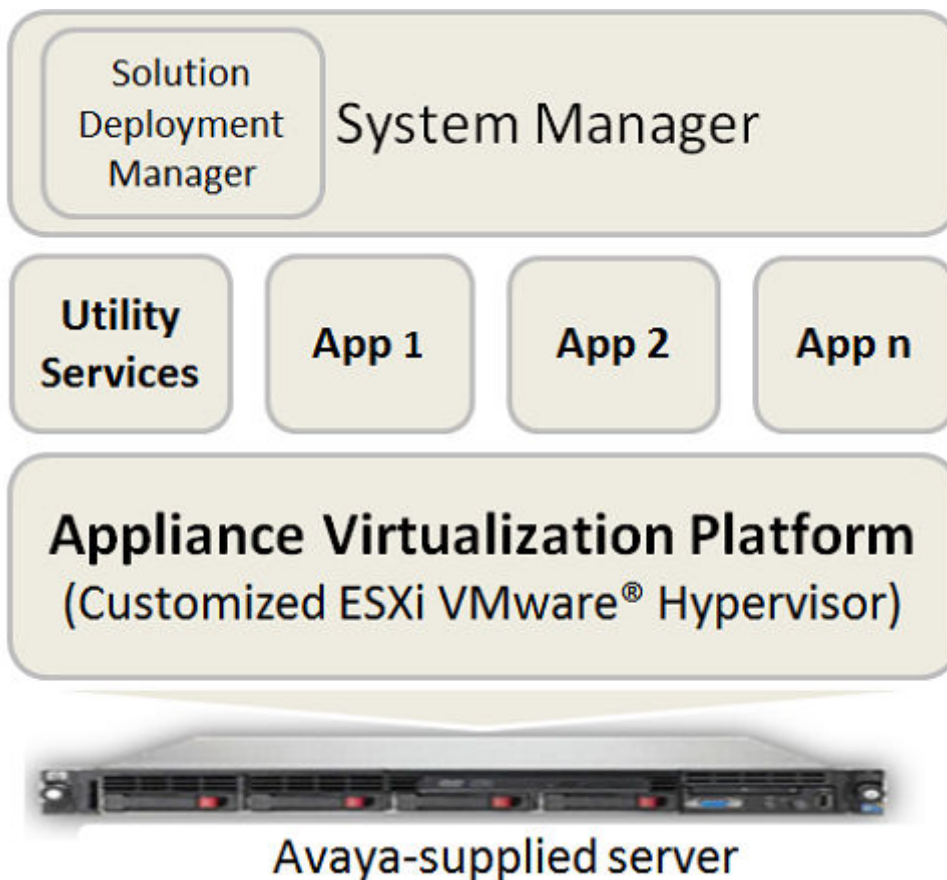 Solution
Deployment
Manager
System Manager
Utility
Services
App 1
App 2
App n
Appliance Virtualization Platform
(Customized ESXi VMware® Hypervisor)
Avaya-supplied server